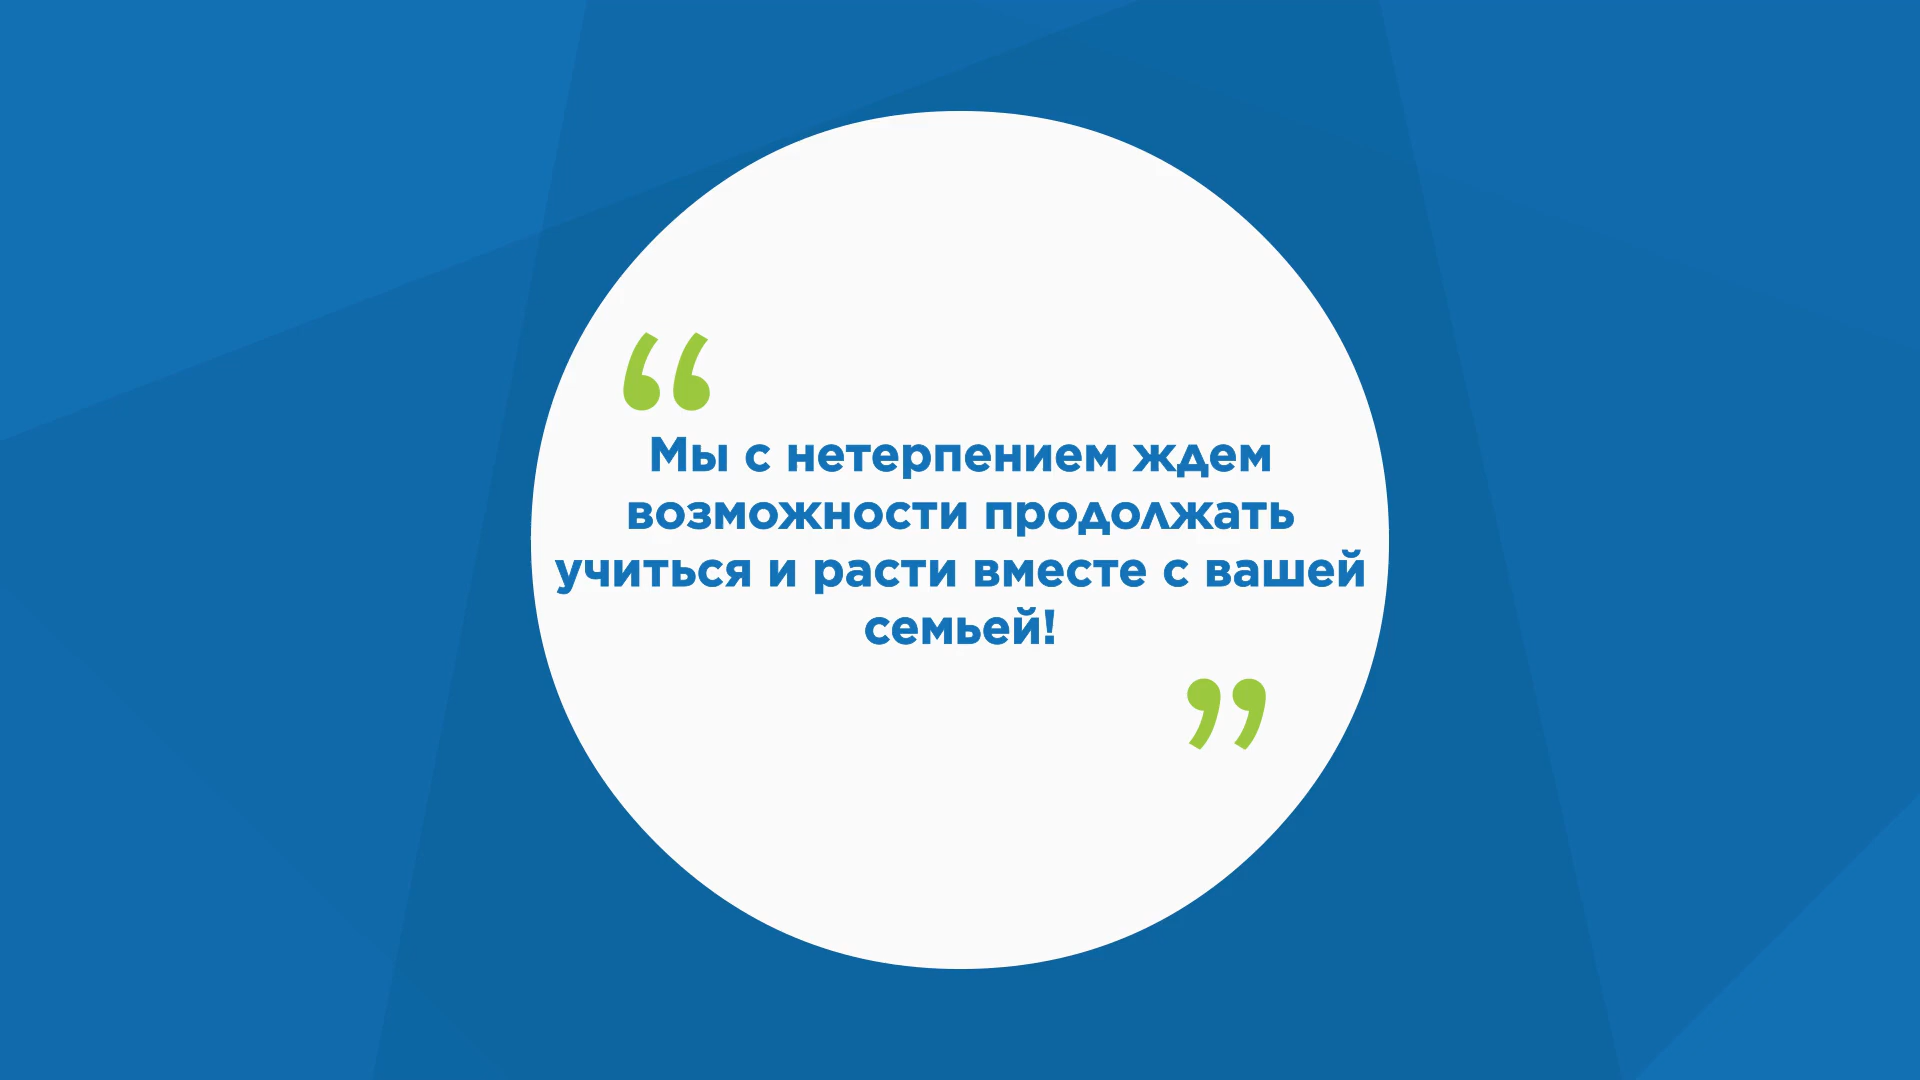 “
Мы с нетерпением ждем
возможности продолжать
учиться и расти вместе с вашей
семьей!
”